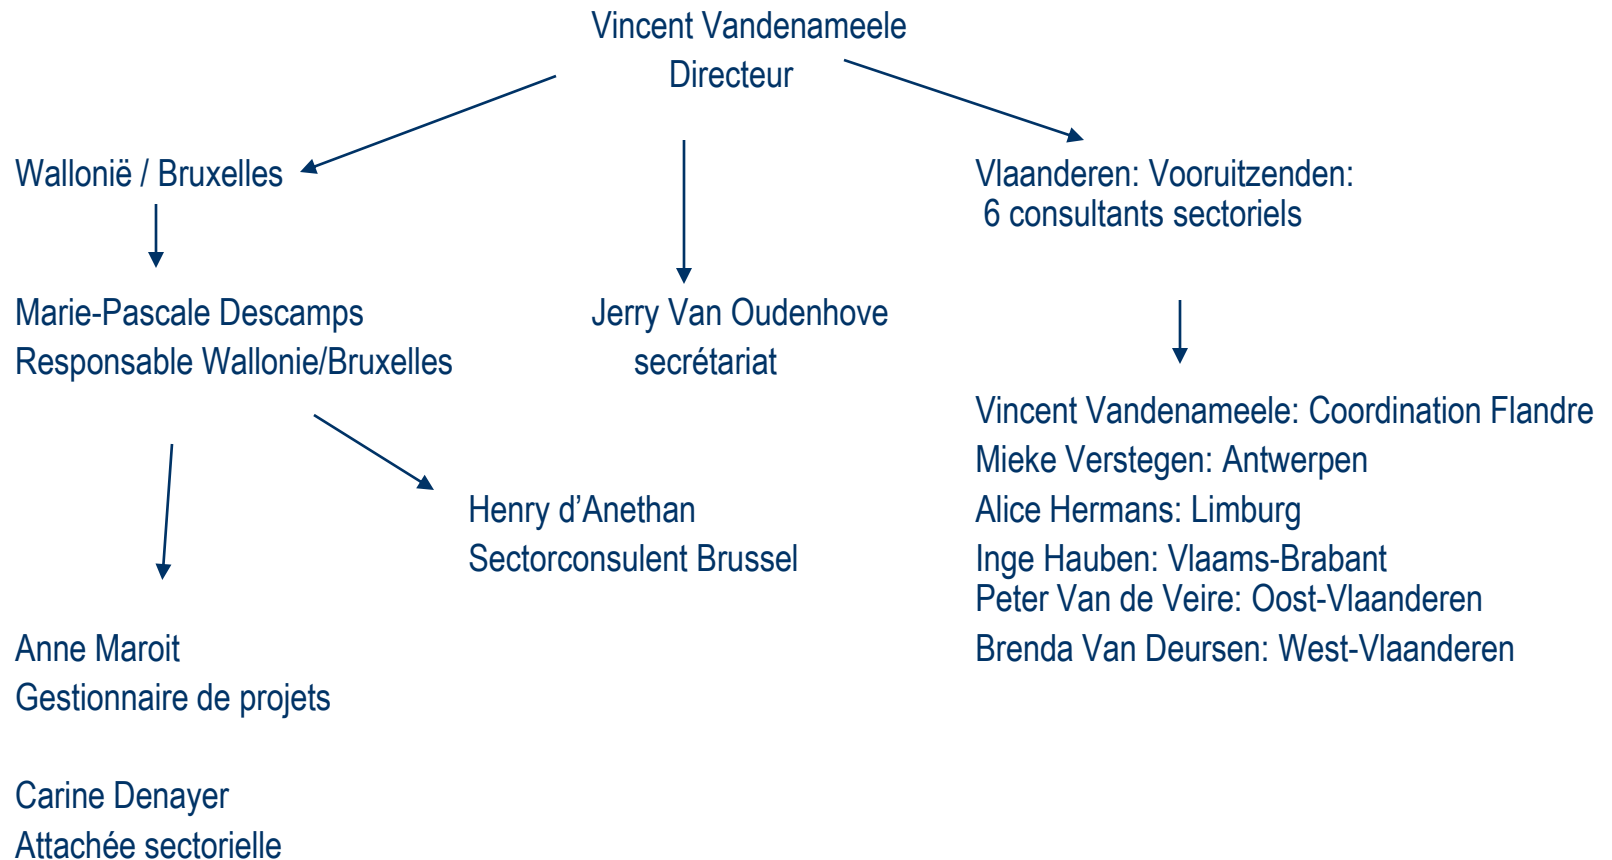 Vincent Vandenameele
Directeur
Wallonië / Bruxelles
Vlaanderen: Vooruitzenden:
6 consultants sectoriels
Marie-Pascale Descamps
Responsable Wallonie/Bruxelles
Jerry Van Oudenhove
secrétariat
Vincent Vandenameele: Coordination Flandre
Mieke Verstegen: Antwerpen
Alice Hermans: Limburg
Inge Hauben: Vlaams-Brabant
Peter Van de Veire: Oost-Vlaanderen
Brenda Van Deursen: West-Vlaanderen
Henry d’Anethan
Sectorconsulent Brussel
Anne Maroit
Gestionnaire de projets
Carine Denayer
Attachée sectorielle